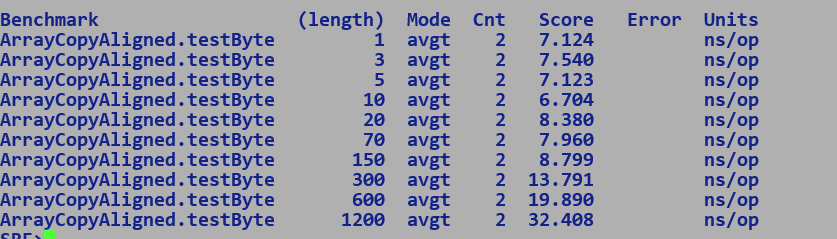 Benchmark (length) Mode Cnt Score Error Units
ArrayCopyAligned.testByte 1 avgt 2 7.124 ns/op
ArrayCopyAligned.testByte 3 avgt 2 7.540 ns/op
ArrayCopyAligned.testByte 5 avgt 2 7.123 ns/op
ArrayCopyAligned.testByte 10 avgt 2 6.704 ns/op
ArrayCopyAligned.testByte 20 avgt 2 8.380 ns/op
ArrayCopyAligned.testByte 70 avgt 2 7.960 ns/op
ArrayCopyAligned.testByte 150 avgt 2 8.799 ns/op
ArrayCopyAligned.testByte 300 avgt 2 13.791 ns/op
ArrayCopyAligned.testByte 600 avgt 2 19.890 ns/op
ArrayCopyAligned.testByte 1200 avgt 2 32.408 ns/op